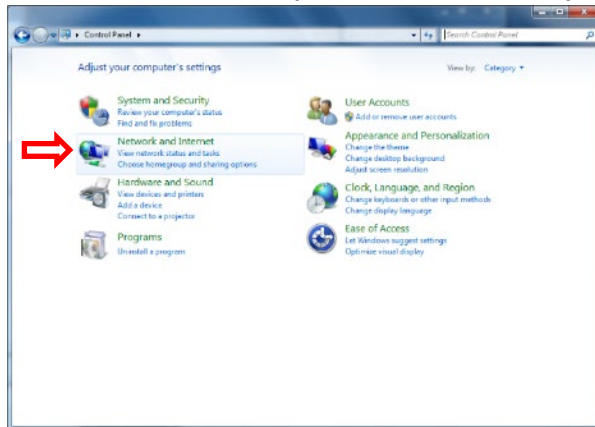 Control Panel
Search Control Panel
Adjust your computer's settings
View by: Category
System and Security
Review your computer's status
Find and fix problems
Network and Internet
View network status and tasks
Choose homegroup and sharing options
Hardware and Sound
View devices and printers
Add a device
Connect to a projector
Programs
Uninstall a program
User Accounts
Add or remove user accounts
Appearance and Personalization
Change the theme
Change desktop background
Adjust screen resolution
Clock, Language, and Region
Change keyboards or other input methods
Change display language
Ease of Access
Let Windows suggest settings
Optimize visual display